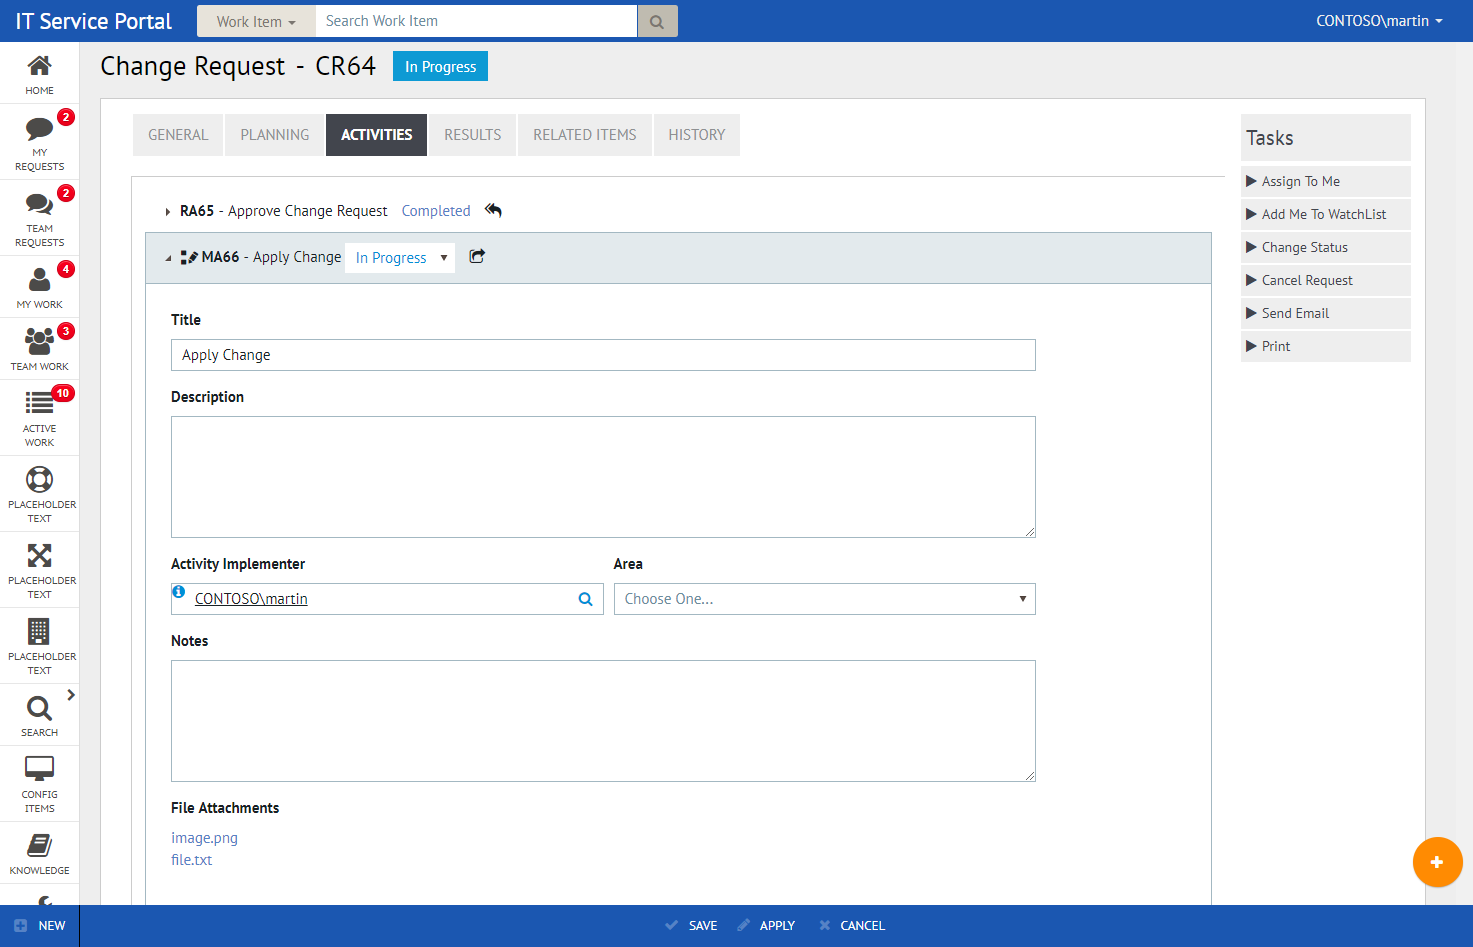 IT Service Portal
Work Item
Search Work Item
CONTOSO\martin
HOME
2
MY
REQUESTS
2
TEAM
REQUESTS
4
MY WORK
3
TEAM WORK
10
ACTIVE
WORK
PLACEHOLDER
TEXT
PLACEHOLDER
TEXT
PLACEHOLDER
TEXT
SEARCH
CONFIG
ITEMS
KNOWLEDGE
Change Request - CR64 In Progress
GENERAL PLANNING ACTIVITIES RESULTS RELATED ITEMS HISTORY
RA65 - Approve Change Request Completed
MA66 - Apply Change In Progress
Title
Apply Change
Description
Activity Implementer Area
CONTOSO\martin Choose One...
Notes
File Attachments
image.png
file.txt
Tasks
Assign To Me
Add Me To WatchList
Change Status
Cancel Request
Send Email
Print
NEW SAVE APPLY CANCEL